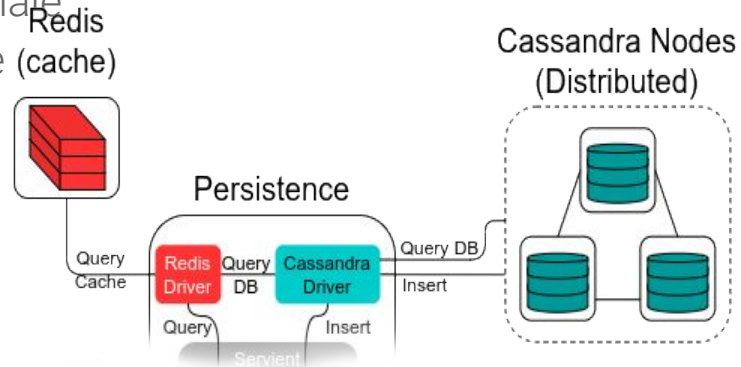 Redis
(cache)
Cassandra Nodes
(Distributed)
Persistence
Query
Cache
Redis
Driver
Query
DB
Cassandra
Driver
Query DB
Insert
Query
Insert
Servient